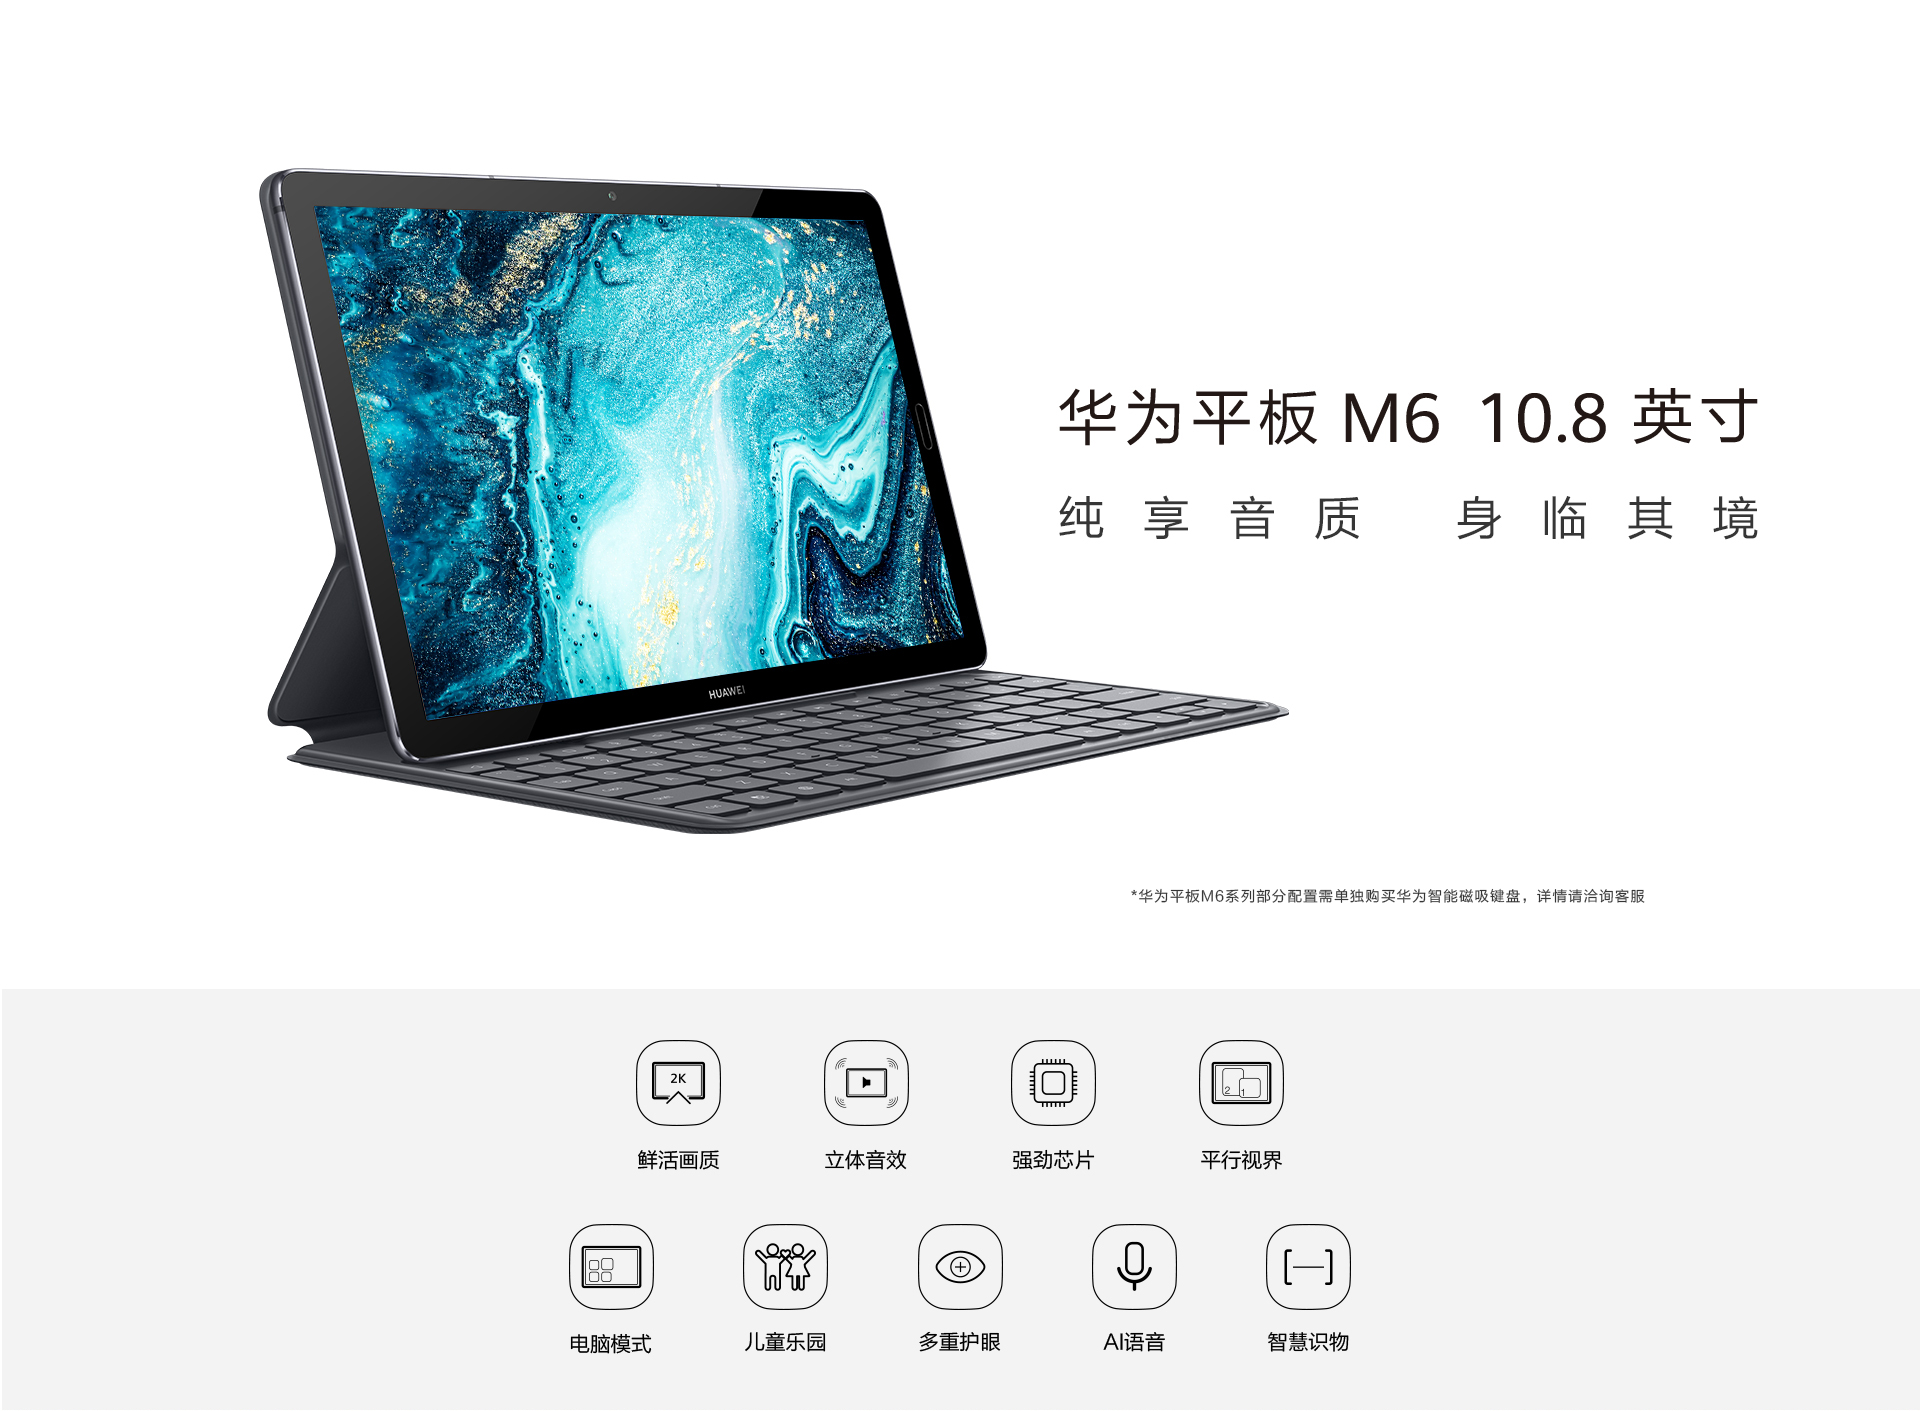 华为平板 M6 10.8 英寸
纯享音质 身临其境
HUAWEI
*华为平板M6系列部分配置需单独购买华为智能磁吸键盘，详情请洽询客服
2K
2 1
鲜活画质 立体音效 强劲芯片 平行视界
电脑模式 儿童乐园 多重护眼 AI语音 智慧识物